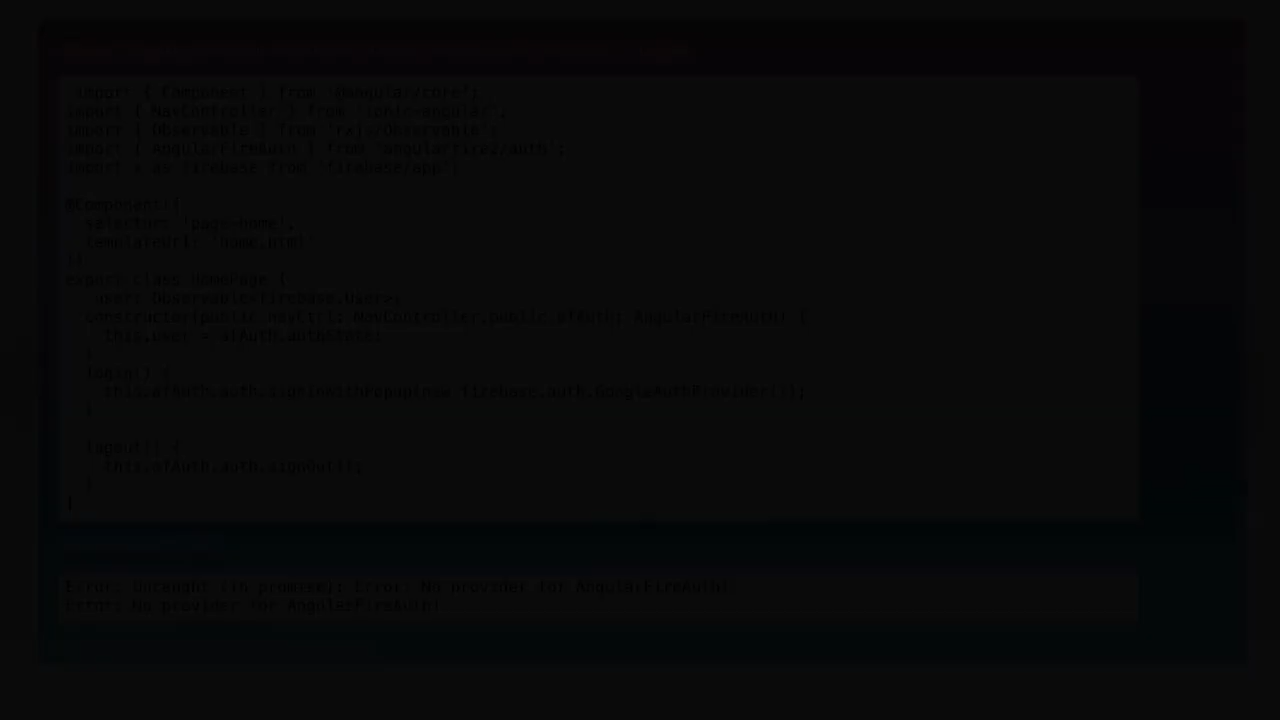 import { Component } from '@angular/core';
import { NavController } from 'ionic-angular';
import { Observable } from 'rxjs/Observable';
import { AngularFireAuth } from 'angularfire2/auth';
import * as firebase from 'firebase/app';
@Component({
selector: 'page-home',
templateUrl: 'home.html'
})
export class HomePage {
user: Observable<firebase.User>;
constructor(public navCtrl: NavController,public afAuth: AngularFireAuth) {
this.user = afAuth.authState;
}
login() {
this.afAuth.auth.signInWithPopup(new firebase.auth.GoogleAuthProvider());
}
logout() {
this.afAuth.auth.signOut();
}
}
Error: Uncaught (in promise): Error: No provider for AngularFireAuth!
Error: No provider for AngularFireAuth!